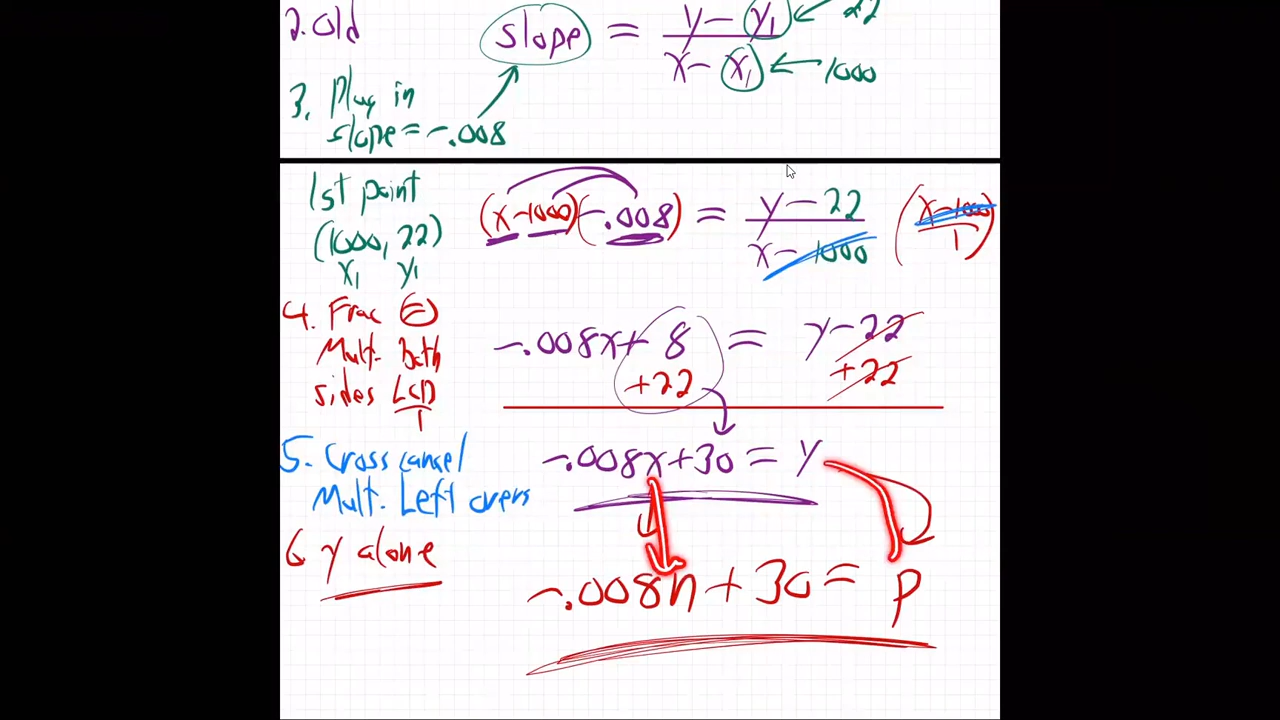 2. Old
slope = y - y₁ ← 22
x - x₁ ← 1000
3. Plug in
slope = -.008
1st point
(1000, 22)
x₁ y₁
(x-1000)(-.008) = y - 22 (x-1000)
x - 1000 1
4. Frac =
Mult. Both
sides LCD
1
-.008x + 8 = y - 22
+22 +22
5. Cross cancel
Mult. Left overs
-.008x + 30 = y
6 y alone
-.008n + 30 = p